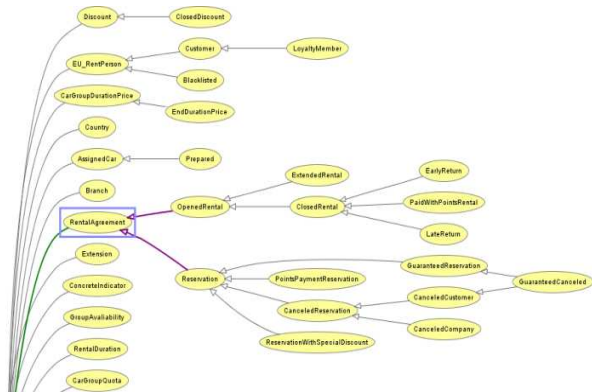 Discount
ClosedDiscount
Customer
LoyaltyMember
EU_RentPerson
Blacklisted
CarGroupDurationPrice
EndDurationPrice
Country
AssignedCar
Prepared
ExtendedRental
EarlyReturn
Branch
OpenedRental
ClosedRental
PaidWithPointsRental
RentalAgreement
LateReturn
Extension
GuaranteedReservation
Reservation
PointsPaymentReservation
GuaranteedCanceled
ConcreteIndicator
CanceledCustomer
CanceledReservation
GroupAvaliability
CanceledCompany
ReservationWithSpecialDiscount
RentalDuration
CarGroupQuota